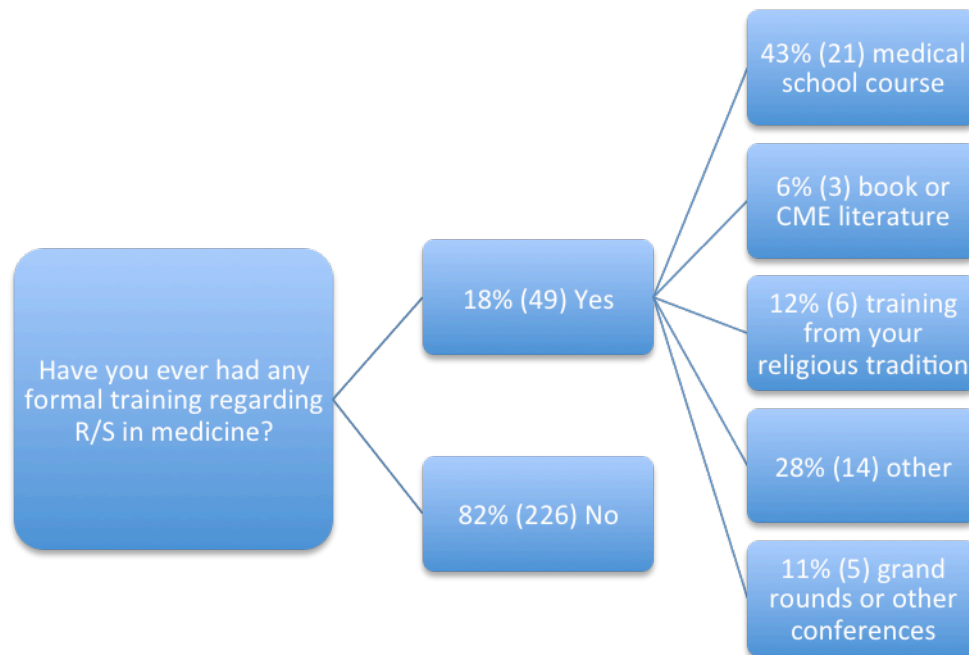 Have you ever had any
formal training regarding
R/S in medicine?
18% (49) Yes
82% (226) No
43% (21) medical
school course
6% (3) book or
CME literature
12% (6) training
from your
religious tradition
28% (14) other
11% (5) grand
rounds or other
conferences